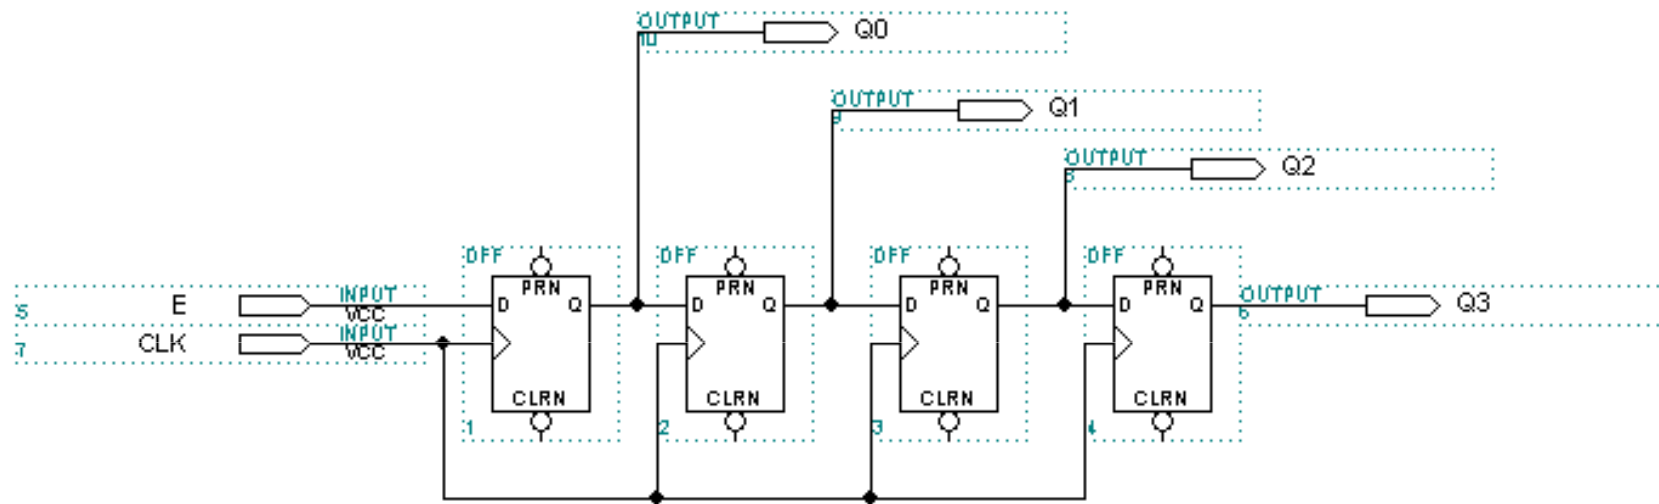 OUTPUT
10
Q0
OUTPUT
9
Q1
OUTPUT
8
Q2
DFF
DFF
DFF
DFF
E
INPUT
VCC
5
D PRN Q
CLRN
1
D PRN Q
CLRN
2
D PRN Q
CLRN
3
D PRN Q
CLRN
4
OUTPUT
6
Q3
CLK
INPUT
VCC
7